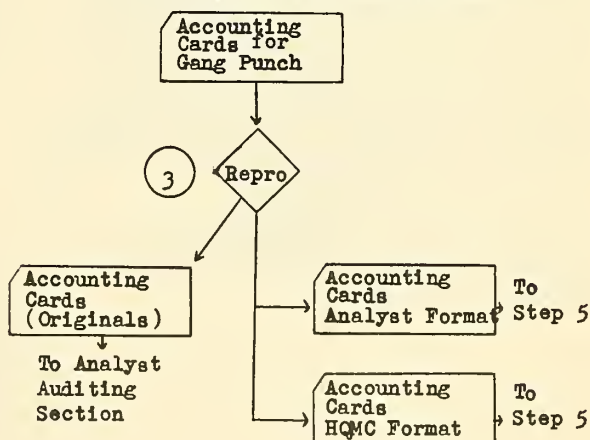 Accounting
Cards for
Gang Punch
3
Repro
Accounting
Cards
(Originals)
To Analyst
Auditing
Section
Accounting
Cards
Analyst Format
To
Step 5
Accounting
Cards
HQMC Format
To
Step 5